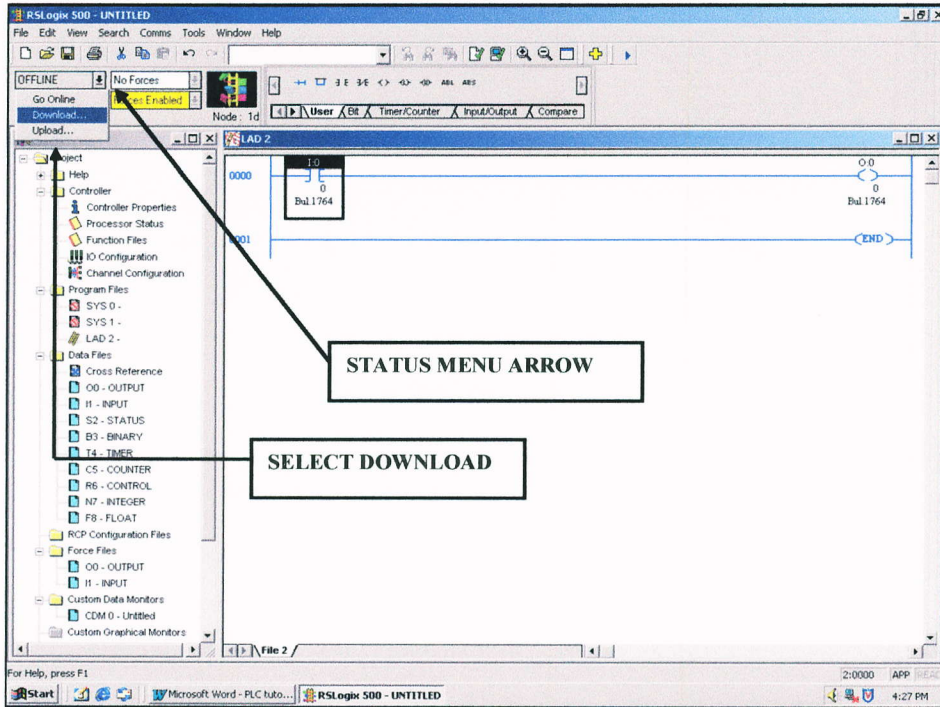 RSLogix 500 - UNTITLED
File Edit View Search Comms Tools Window Help
OFFLINE
No Forces
Go Online
Forces Enabled
Download...
Upload...
Node: 1d
ABL ABS
User Bit Timer/Counter Input/Output Compare
LAD 2
Project
Help
Controller
Controller Properties
Processor Status
Function Files
IO Configuration
Channel Configuration
Program Files
SYS 0 -
SYS 1 -
LAD 2 -
Data Files
Cross Reference
O0 - OUTPUT
I1 - INPUT
S2 - STATUS
B3 - BINARY
T4 - TIMER
C5 - COUNTER
R6 - CONTROL
N7 - INTEGER
F8 - FLOAT
RCP Configuration Files
Force Files
O0 - OUTPUT
I1 - INPUT
Custom Data Monitors
CDM 0 - Untitled
Custom Graphical Monitors
0000
I:0
0
Bul.1764
O:0
0
Bul.1764
0001
END
STATUS MENU ARROW
SELECT DOWNLOAD
File 2
For Help, press F1
2:0000 APP READ
Start
Microsoft Word - PLC tuto...
RSLogix 500 - UNTITLED
4:27 PM